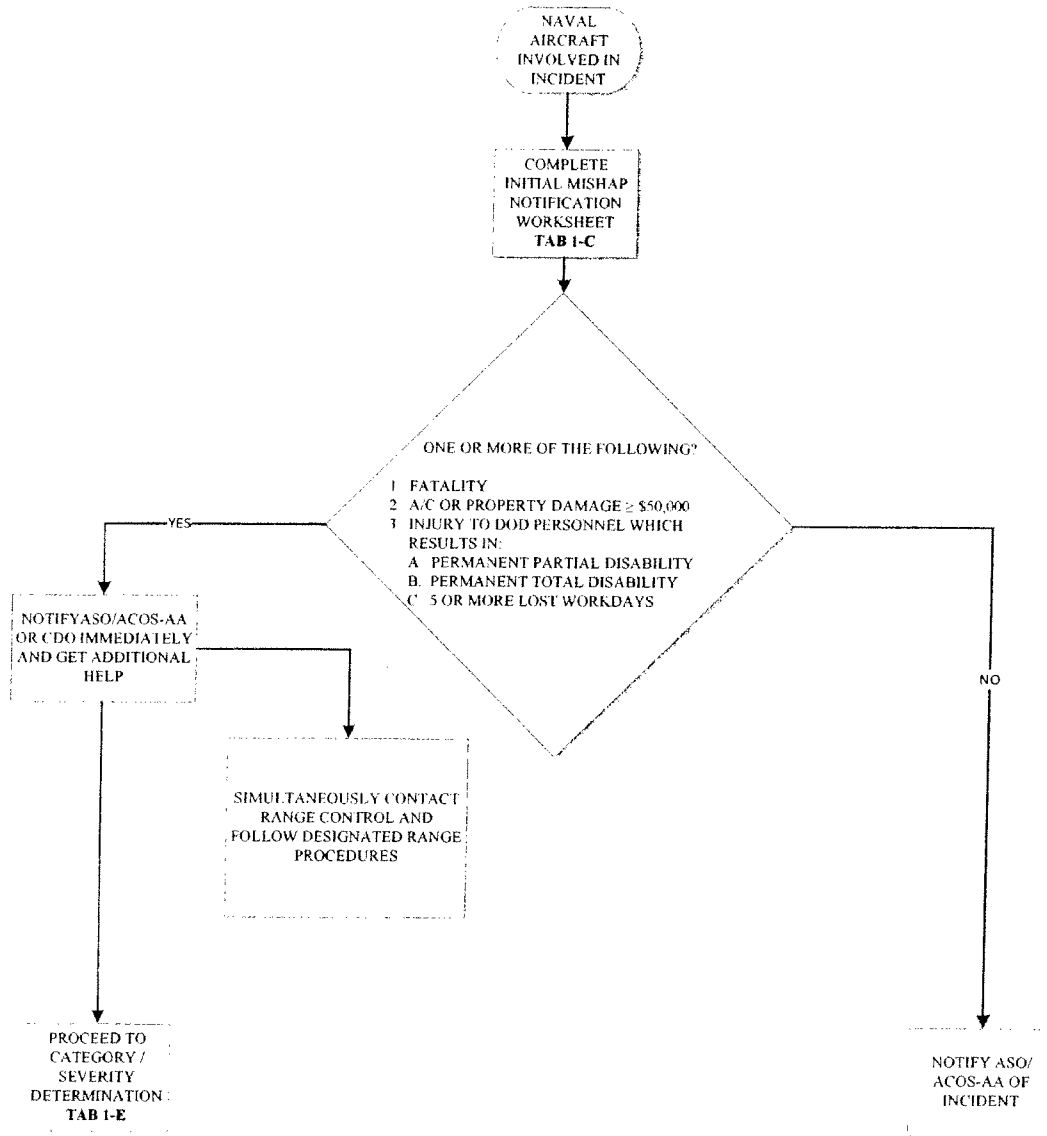 NAVAL
AIRCRAFT
INVOLVED IN
INCIDENT
COMPLETE
INITIAL MISHAP
NOTIFICATION
WORKSHEET
TAB 1-C
ONE OR MORE OF THE FOLLOWING?
1 FATALITY
2 A/C OR PROPERTY DAMAGE ≥ $50,000
3 INJURY TO DOD PERSONNEL WHICH
RESULTS IN:
A PERMANENT PARTIAL DISABILITY
B. PERMANENT TOTAL DISABILITY
C 5 OR MORE LOST WORKDAYS
YES
NOTIFYASO/ACOS-AA
OR CDO IMMEDIATELY
AND GET ADDITIONAL
HELP
NO
SIMULTANEOUSLY CONTACT
RANGE CONTROL AND
FOLLOW DESIGNATED RANGE
PROCEDURES
PROCEED TO
CATEGORY /
SEVERITY
DETERMINATION
TAB 1-E
NOTIFY ASO/
ACOS-AA OF
INCIDENT